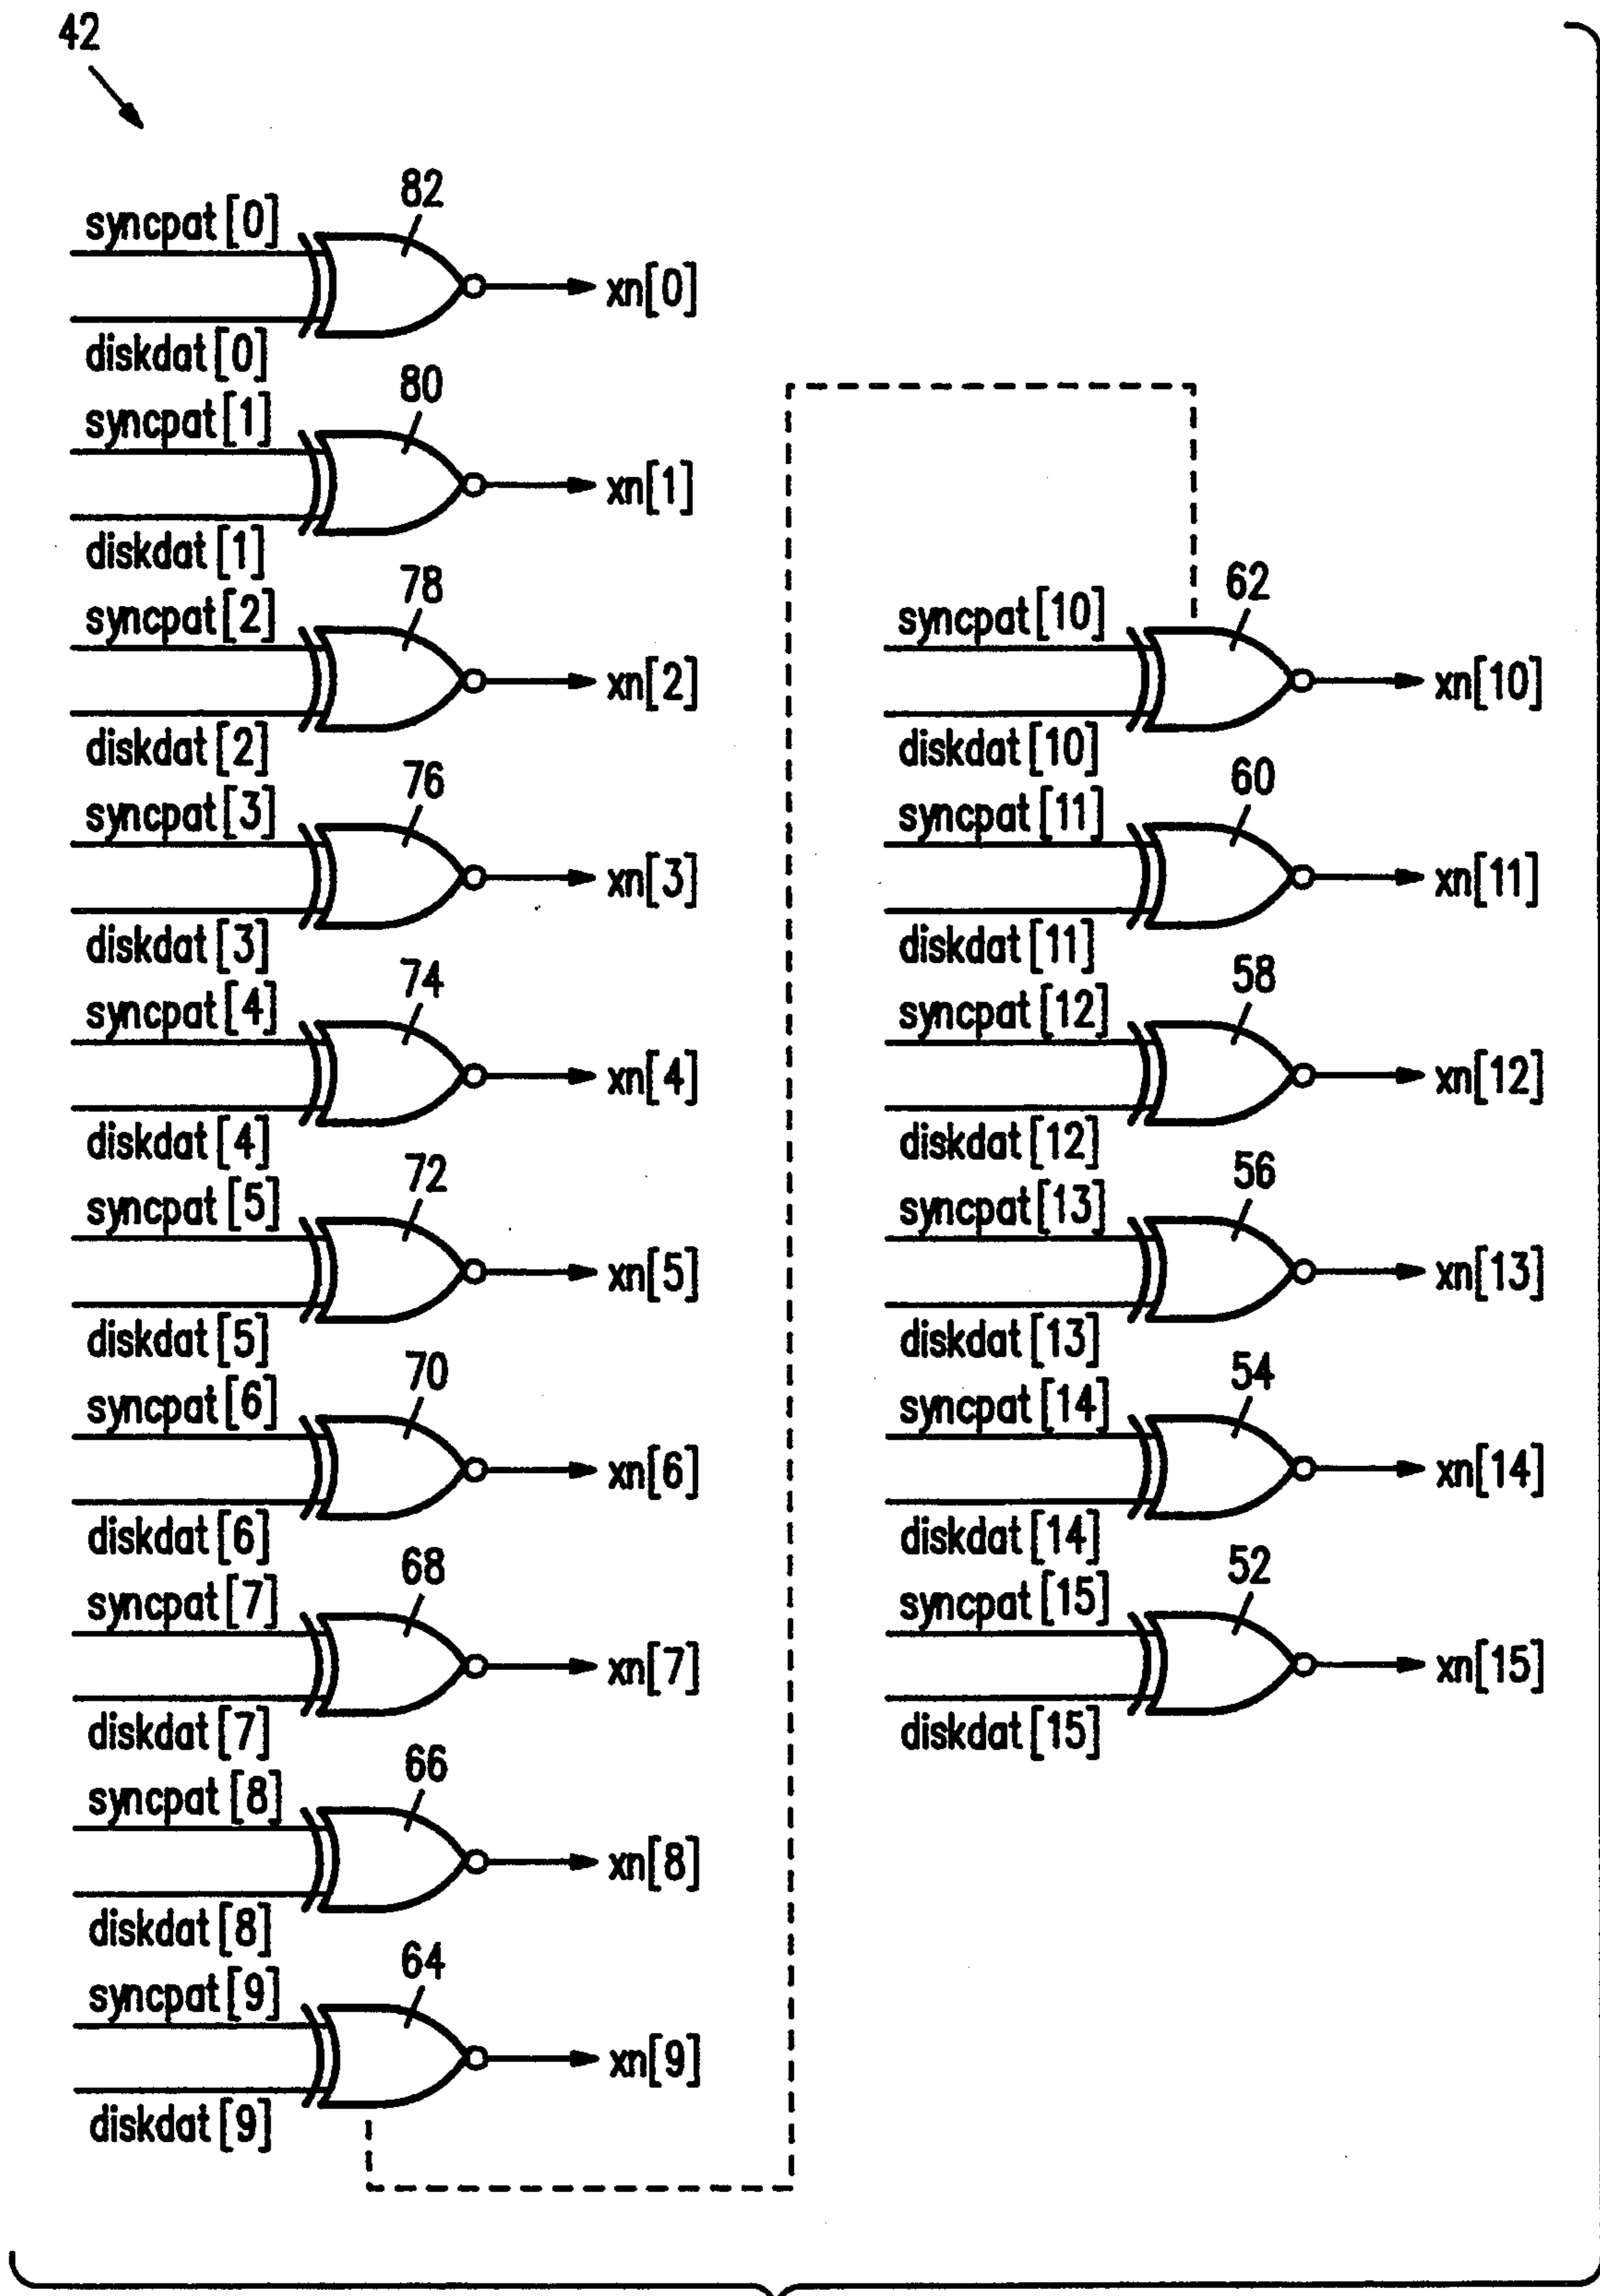 42
82
syncpat[0]
xn[0]
diskdat[0]
80
syncpat[1]
xn[1]
diskdat[1]
78
syncpat[2]
xn[2]
diskdat[2]
76
syncpat[3]
xn[3]
diskdat[3]
74
syncpat[4]
xn[4]
diskdat[4]
72
syncpat[5]
xn[5]
diskdat[5]
70
syncpat[6]
xn[6]
diskdat[6]
68
syncpat[7]
xn[7]
diskdat[7]
66
syncpat[8]
xn[8]
diskdat[8]
64
syncpat[9]
xn[9]
diskdat[9]
62
syncpat[10]
xn[10]
diskdat[10]
60
syncpat[11]
xn[11]
diskdat[11]
58
syncpat[12]
xn[12]
diskdat[12]
56
syncpat[13]
xn[13]
diskdat[13]
54
syncpat[14]
xn[14]
diskdat[14]
52
syncpat[15]
xn[15]
diskdat[15]